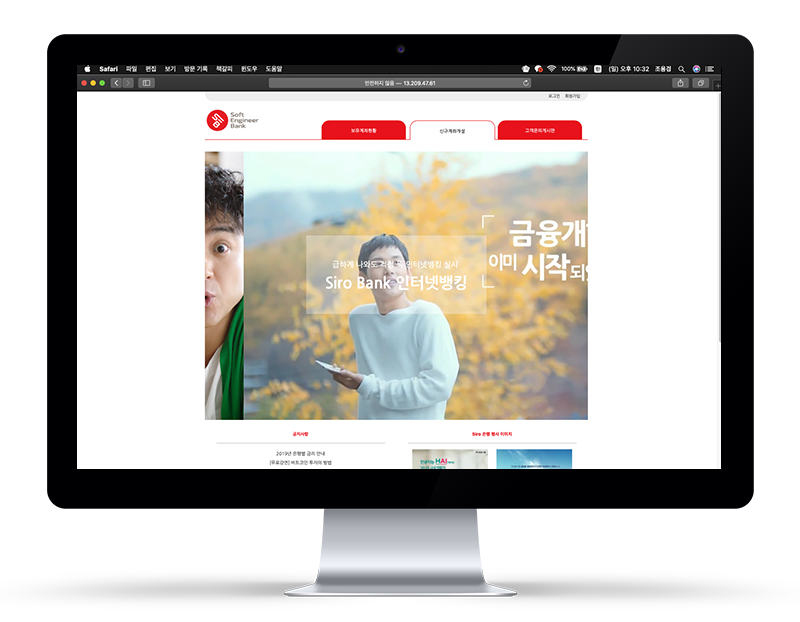 Safari 파일 편집 보기 방문 기록 책갈피 윈도우 도움말
100% (일) 오후 10:32 조용검
안전하지 않음 — 13.209.47.61
로그인 회원가입
Soft
Engineer
Bank
보유계좌현황
신규계좌개설
고객문의게시판
급하게 나와도 인터넷뱅킹 실시
Siro Bank 인터넷뱅킹
금융개
이미 시작되었
공지사항
2019년 은행별 금리 안내
[무료강연] 비트코인 투자의 방법
Siro 은행 행사 이미지
HAI